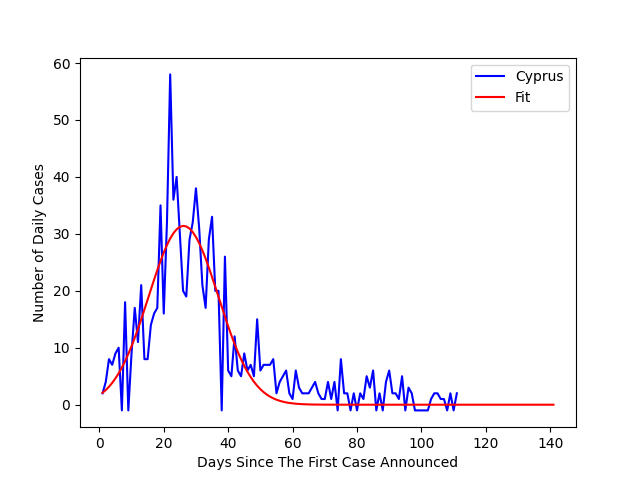 Cyprus
Fit
60
50
40
30
20
10
0
Number of Daily Cases
0 20 40 60 80 100 120 140
Days Since The First Case Announced